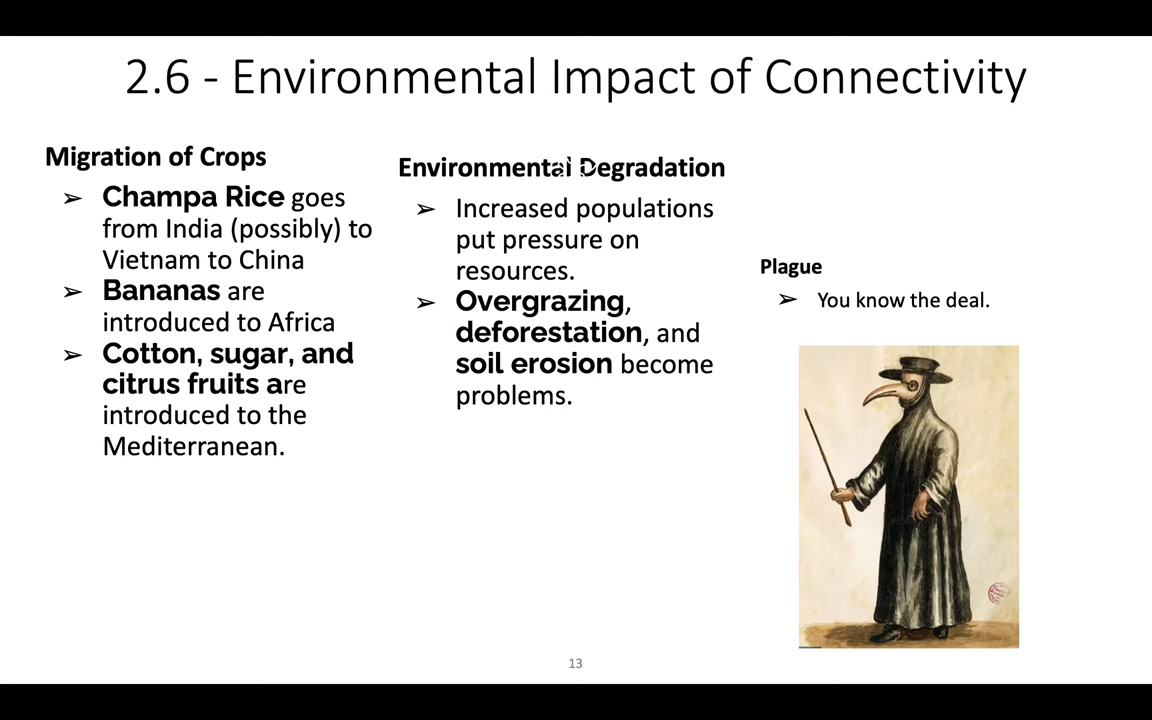 2.6 - Environmental Impact of Connectivity
Migration of Crops
➢ Champa Rice goes
from India (possibly) to
Vietnam to China
➢ Bananas are
introduced to Africa
➢ Cotton, sugar, and
citrus fruits are
introduced to the
Mediterranean.
Environmental Degradation
➢ Increased populations
put pressure on
resources.
➢ Overgrazing,
deforestation, and
soil erosion become
problems.
Plague
➢ You know the deal.
13